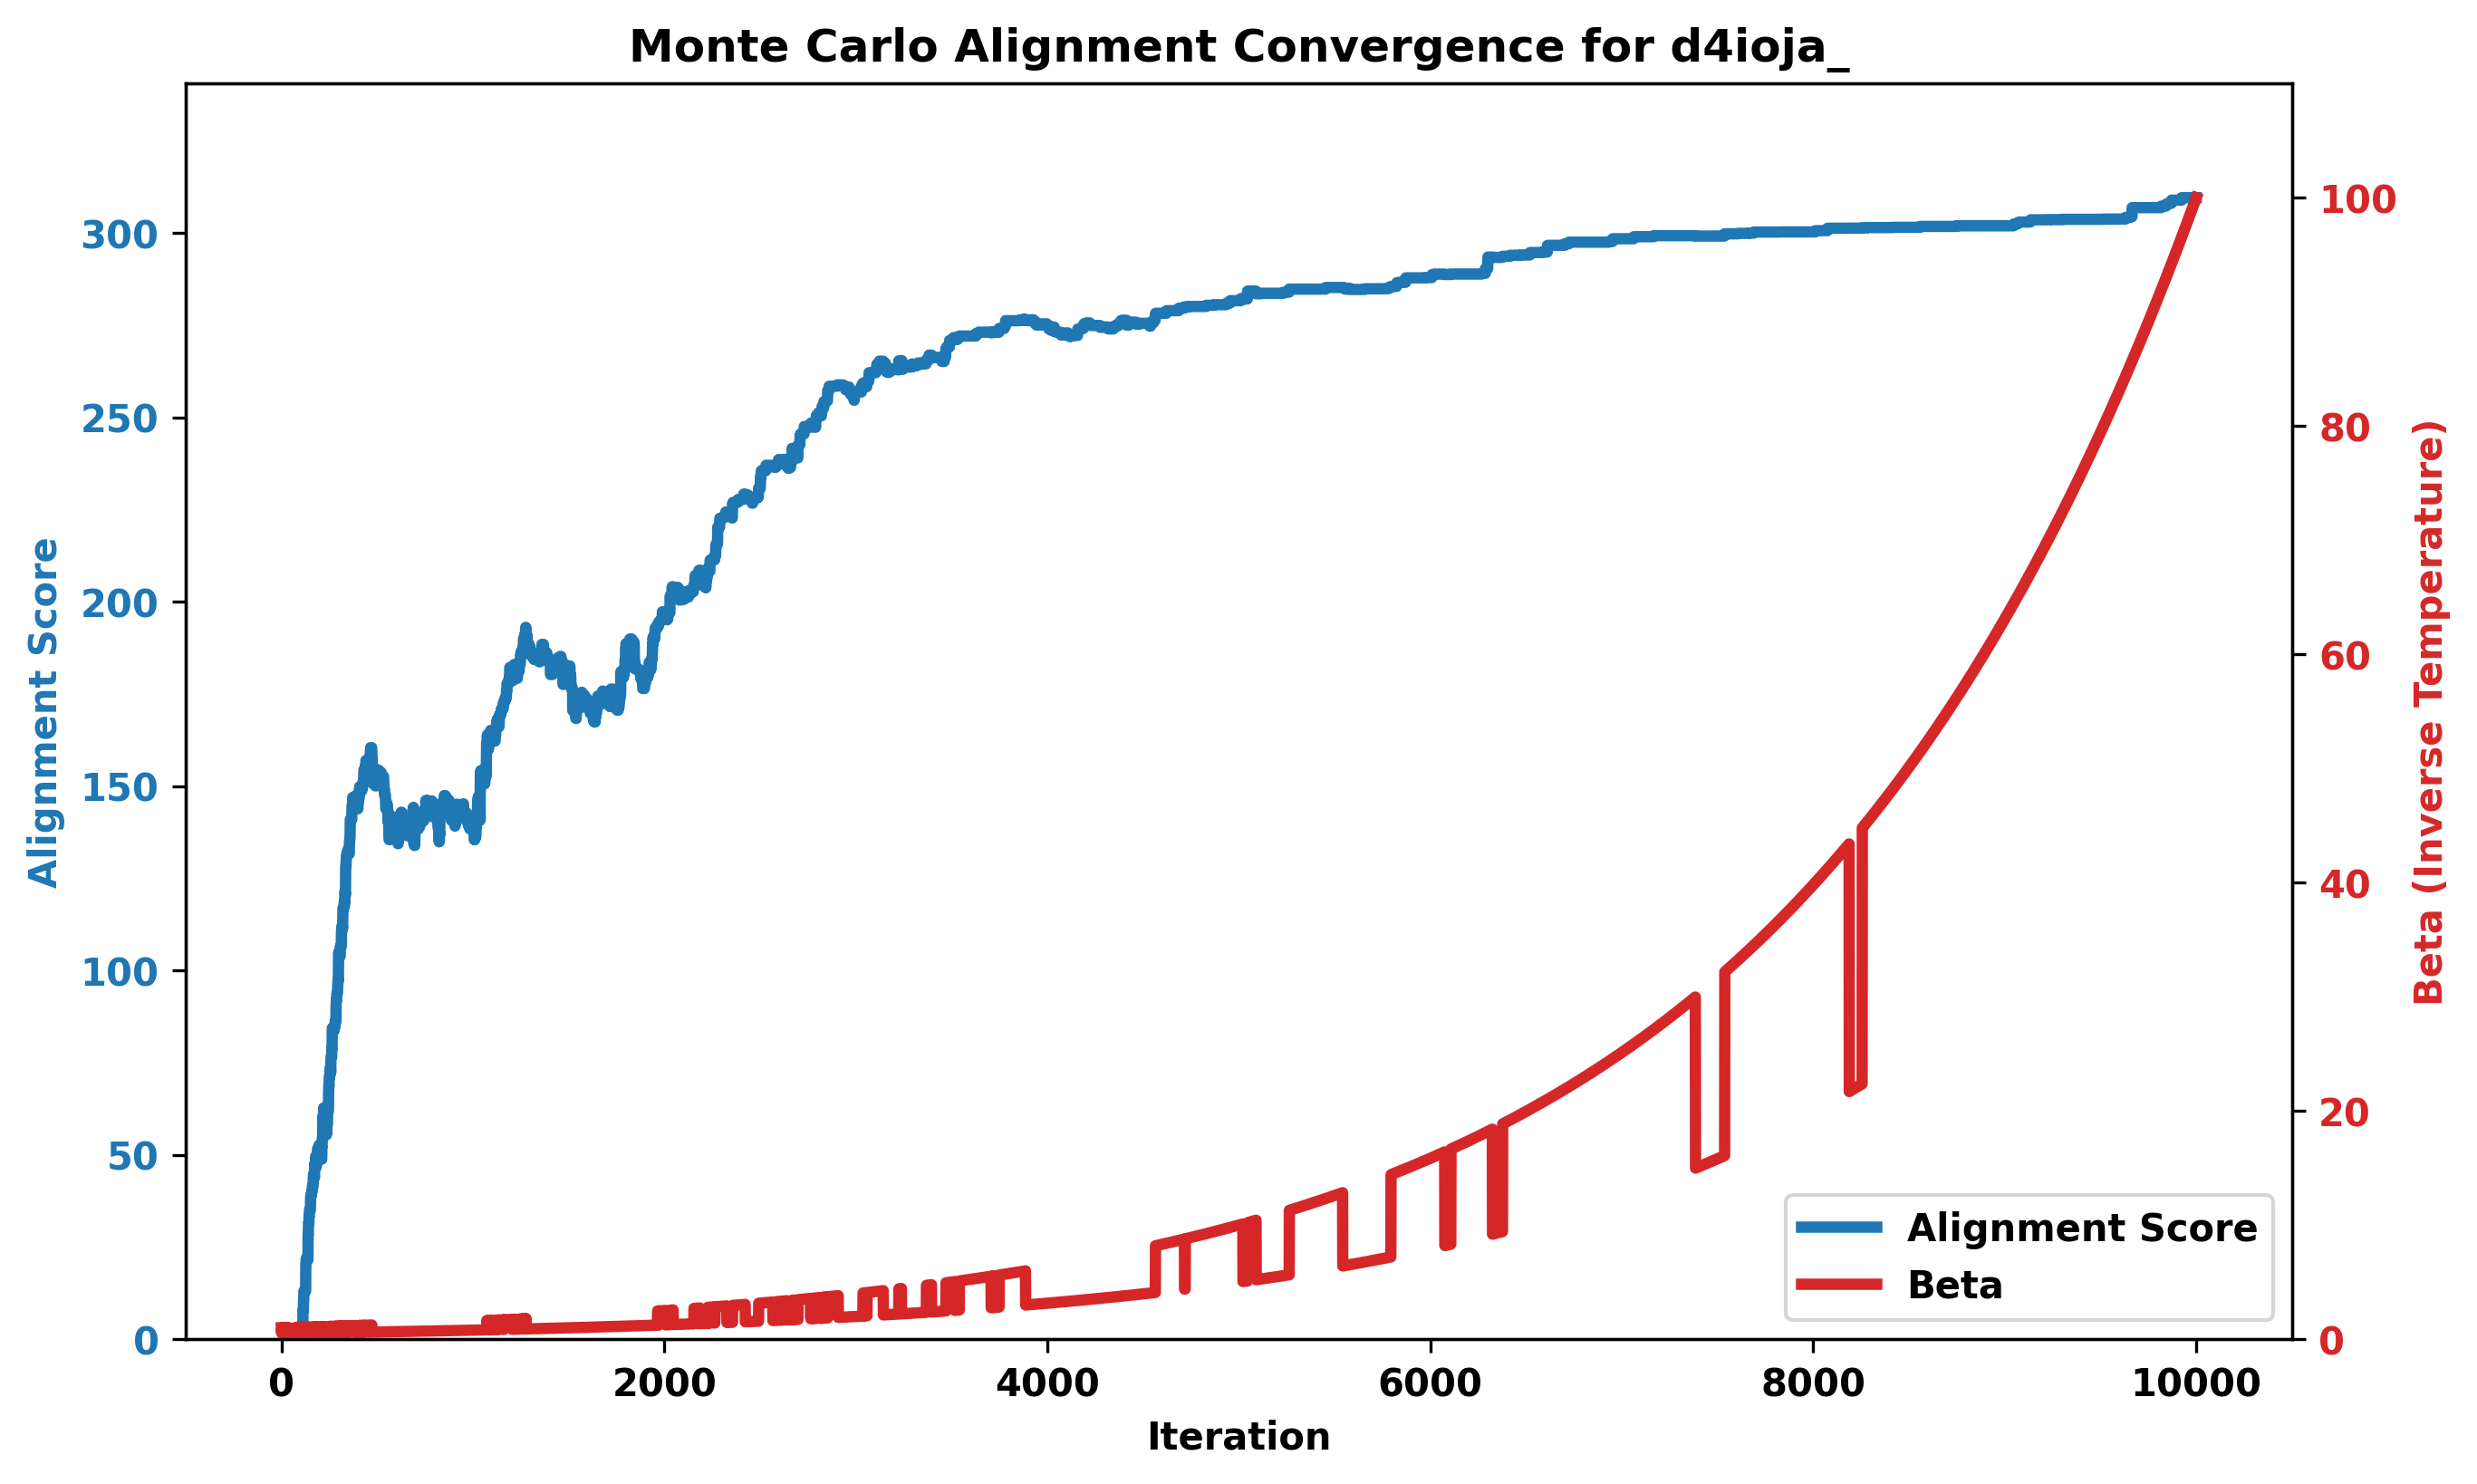 Monte Carlo Alignment Convergence for d4ioja_
300
250
200
150
100
50
0
Alignment Score
100
80
60
40
20
0
Beta (Inverse Temperature)
Alignment Score
Beta
0 2000 4000 6000 8000 10000
Iteration